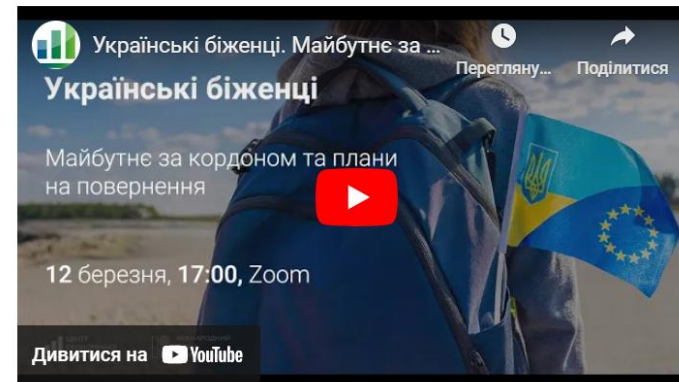 Українські біженці. Майбутнє за ...
Перегляну...
Поділитися
Українські біженці
Майбутнє за кордоном та плани
на повернення
12 березня, 17:00, Zoom
Дивитися на YouTube